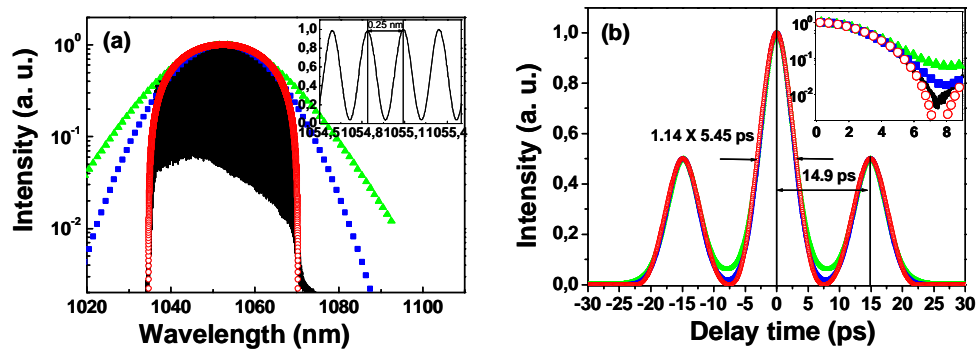 (a)
Intensity (a. u.)
10⁰
10⁻¹
10⁻²
1020 1040 1060 1080 1100
Wavelength (nm)
0.25 nm
1,0
0,8
0,6
0,4
0,2
0,0
1054,5 1054,8 1055,1 1055,4
(b)
Intensity (a. u.)
1,0
0,8
0,6
0,4
0,2
0,0
-30 -25 -20 -15 -10 -5 0 5 10 15 20 25 30
Delay time (ps)
1.14 X 5.45 ps
14.9 ps
10⁰
10⁻¹
10⁻²
0 2 4 6 8